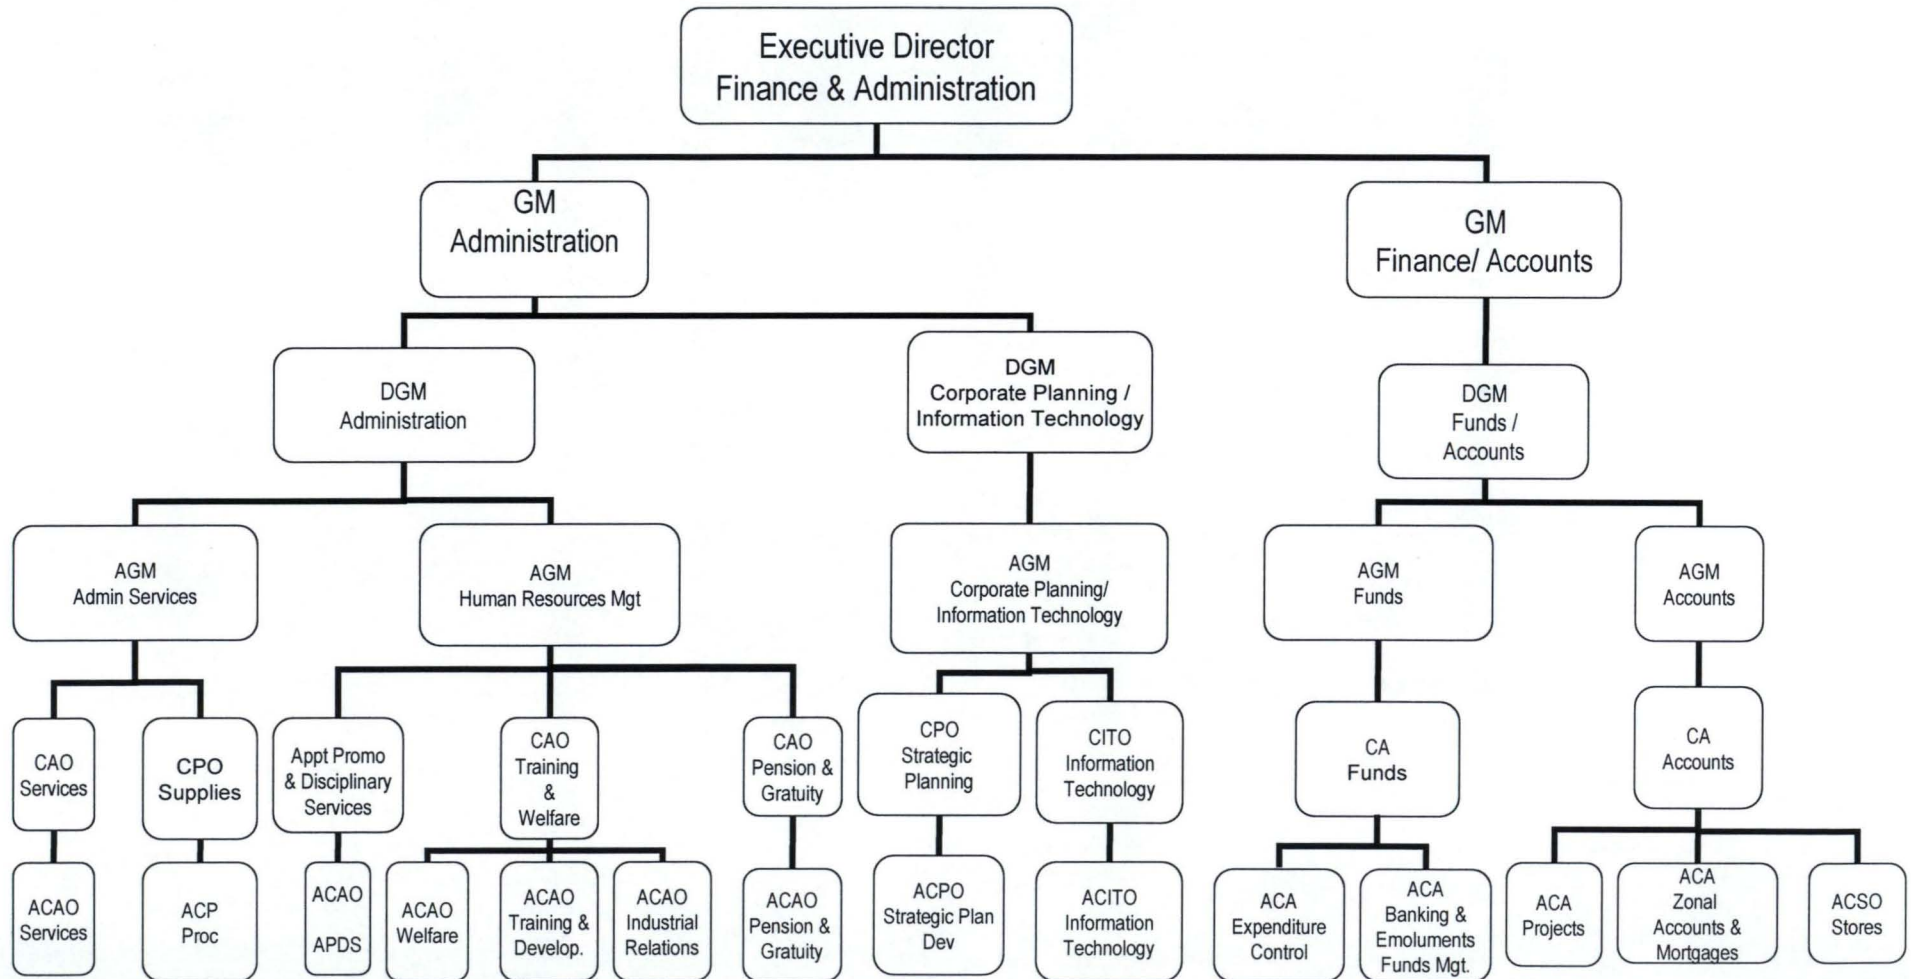 Executive Director
Finance & Administration
GM
Administration
GM
Finance/ Accounts
DGM
Administration
DGM
Corporate Planning /
Information Technology
DGM
Funds /
Accounts
AGM
Admin Services
AGM
Human Resources Mgt
AGM
Corporate Planning/
Information Technology
AGM
Funds
AGM
Accounts
CAO
Services
CPO
Supplies
Appt Promo
& Disciplinary
Services
CAO
Training
&
Welfare
CAO
Pension &
Gratuity
CPO
Strategic
Planning
CITO
Information
Technology
CA
Funds
CA
Accounts
ACAO
Services
ACP
Proc
ACAO
APDS
ACAO
Welfare
ACAO
Training &
Develop.
ACAO
Industrial
Relations
ACAO
Pension &
Gratuity
ACPO
Strategic Plan
Dev
ACITO
Information
Technology
ACA
Expenditure
Control
ACA
Banking &
Emoluments
Funds Mgt.
ACA
Projects
ACA
Zonal
Accounts &
Mortgages
ACSO
Stores